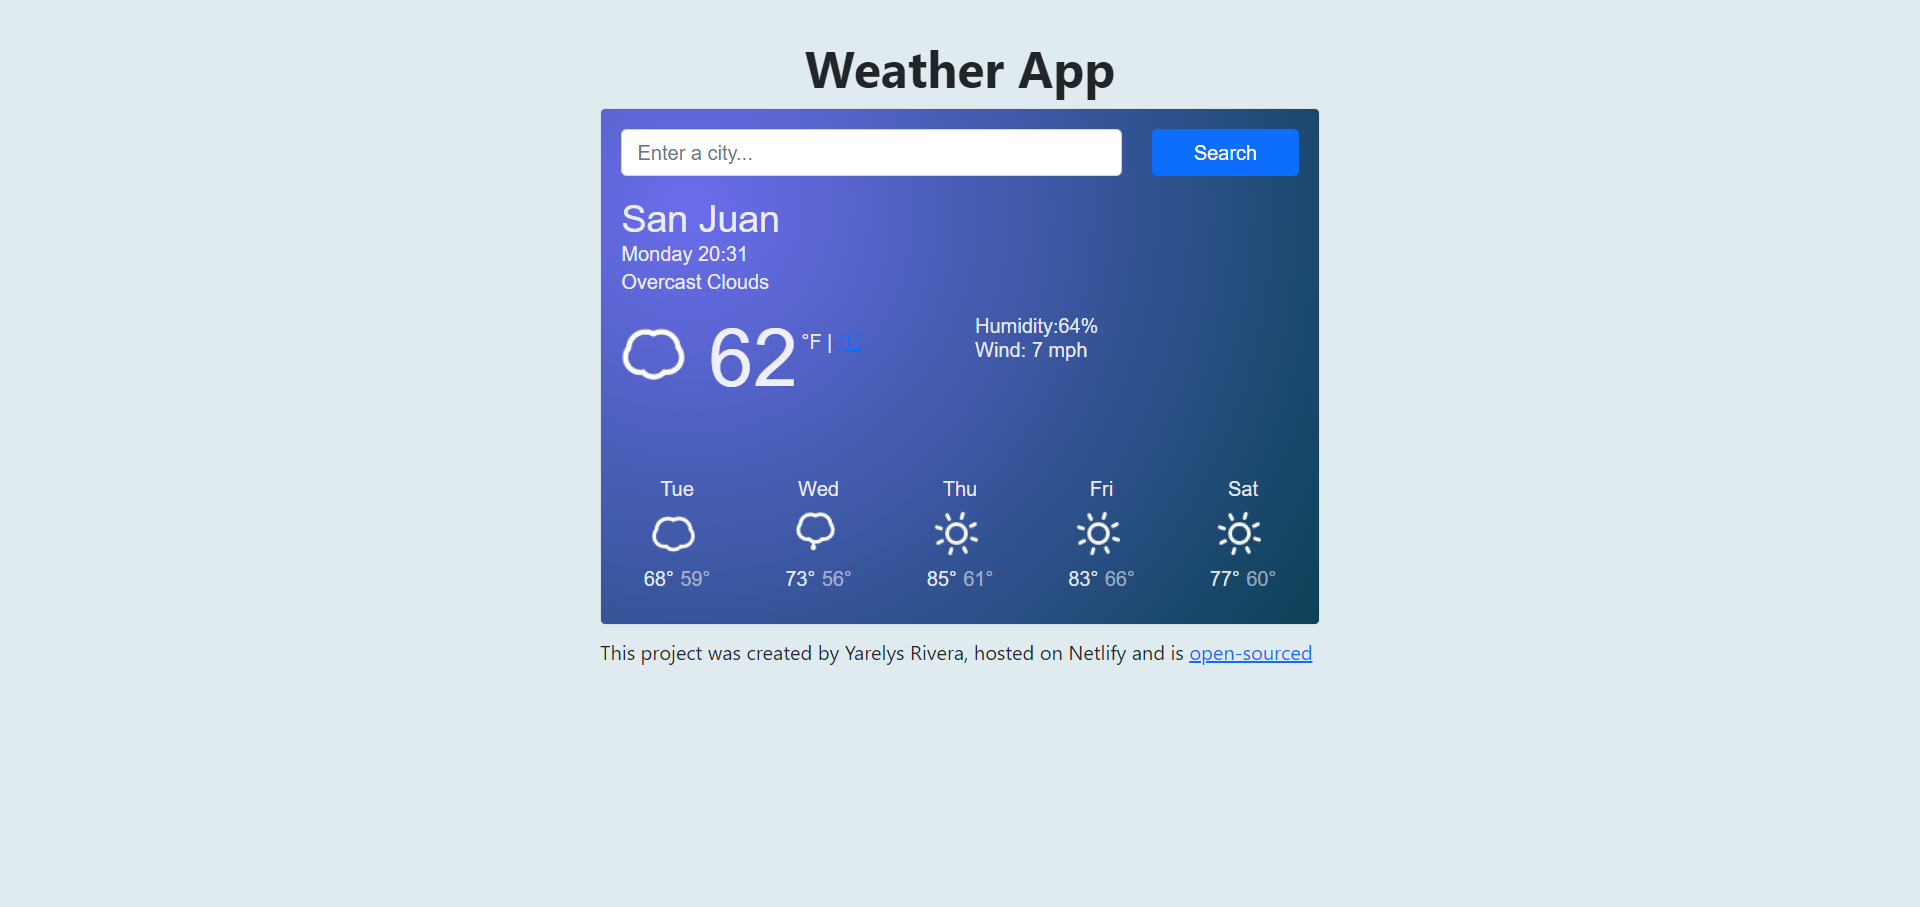 Weather App
Enter a city...
Search
San Juan
Monday 20:31
Overcast Clouds
62 °F | °C
Humidity:64%
Wind: 7 mph
Tue Wed Thu Fri Sat
68° 59° 73° 56° 85° 61° 83° 66° 77° 60°
This project was created by Yarelys Rivera, hosted on Netlify and is open-sourced